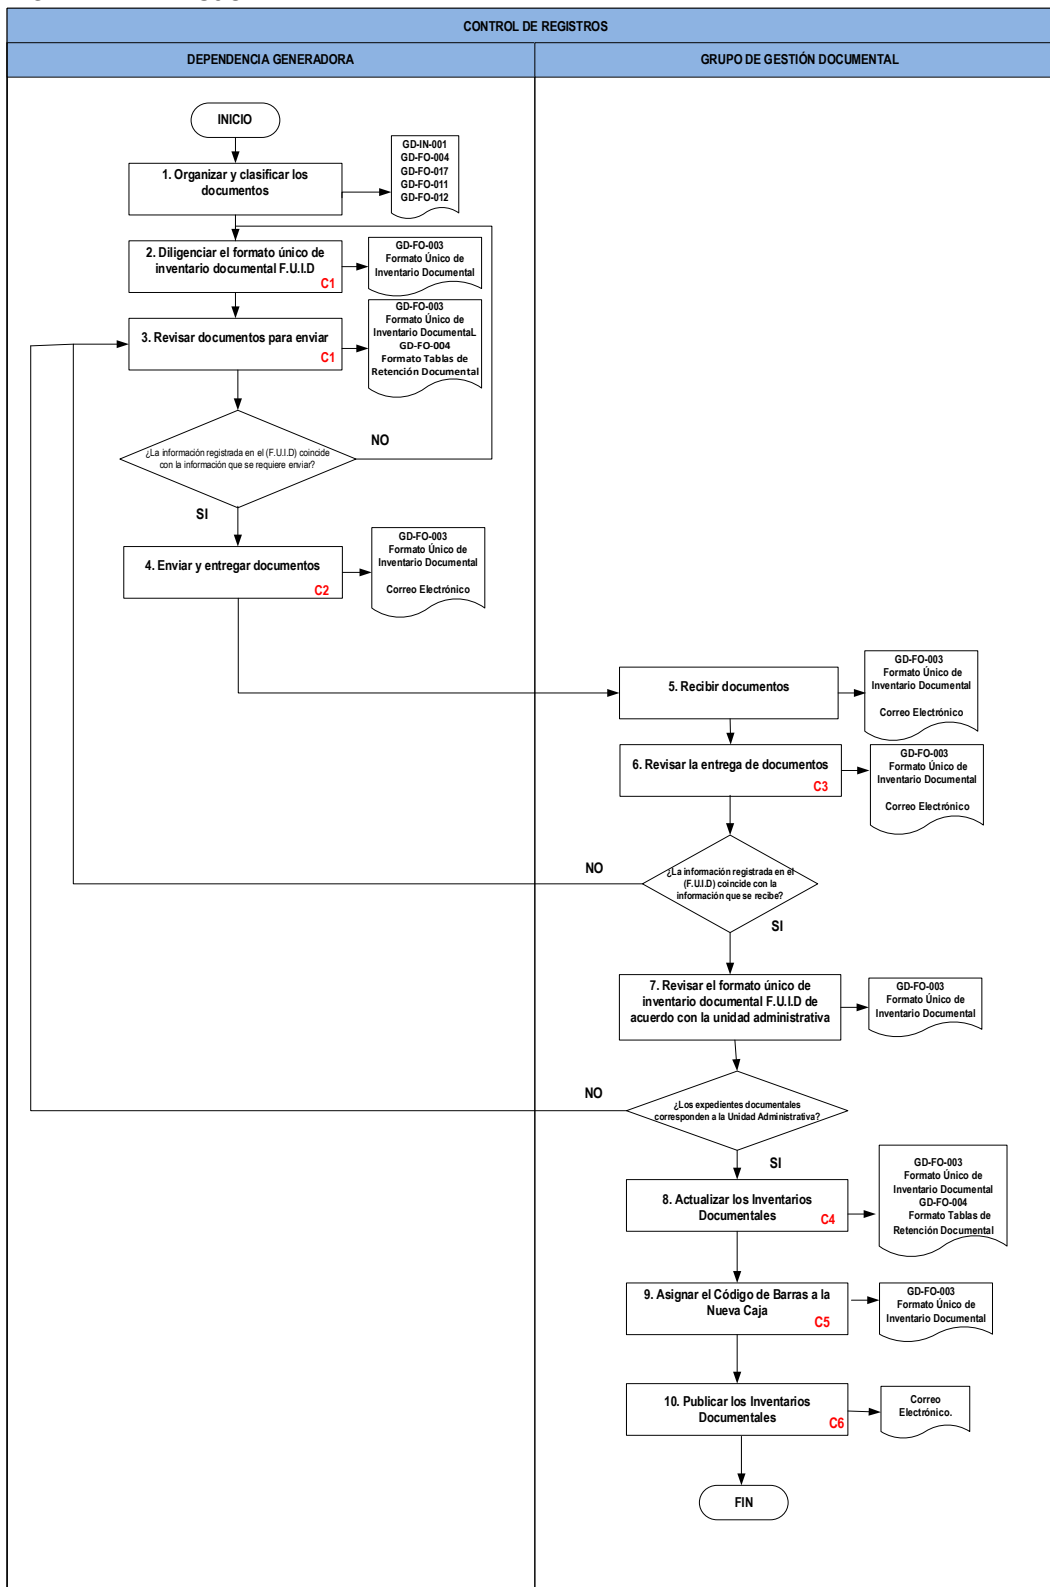 CONTROL DE REGISTROS
DEPENDENCIA GENERADORA
GRUPO DE GESTIÓN DOCUMENTAL
INICIO
GD-IN-001
GD-FO-004
GD-FO-017
GD-FO-011
GD-FO-012
1. Organizar y clasificar los
documentos
2. Diligenciar el formato único de
inventario documental F.U.I.D
C1
GD-FO-003
Formato Único de
Inventario Documental
3. Revisar documentos para enviar
C1
GD-FO-003
Formato Único de
Inventario DocumentaL
GD-FO-004
Formato Tablas de
Retención Documental
¿La información registrada en el (F.U.I.D) coincide
con la información que se requiere enviar?
NO
SI
4. Enviar y entregar documentos
C2
GD-FO-003
Formato Único de
Inventario Documental
Correo Electrónico
5. Recibir documentos
GD-FO-003
Formato Único de
Inventario Documental
Correo Electrónico
6. Revisar la entrega de documentos
C3
GD-FO-003
Formato Único de
Inventario Documental
Correo Electrónico
¿La información registrada en el
(F.U.I.D) coincide con la
información que se recibe?
NO
SI
7. Revisar el formato único de
inventario documental F.U.I.D de
acuerdo con la unidad administrativa
GD-FO-003
Formato Único de
Inventario Documental
¿Los expedientes documentales
corresponden a la Unidad Administrativa?
NO
SI
8. Actualizar los Inventarios
Documentales
C4
GD-FO-003
Formato Único de
Inventario Documental
GD-FO-004
Formato Tablas de
Retención Documental
9. Asignar el Código de Barras a la
Nueva Caja
C5
GD-FO-003
Formato Único de
Inventario Documental
10. Publicar los Inventarios
Documentales
C6
Correo
Electrónico.
FIN